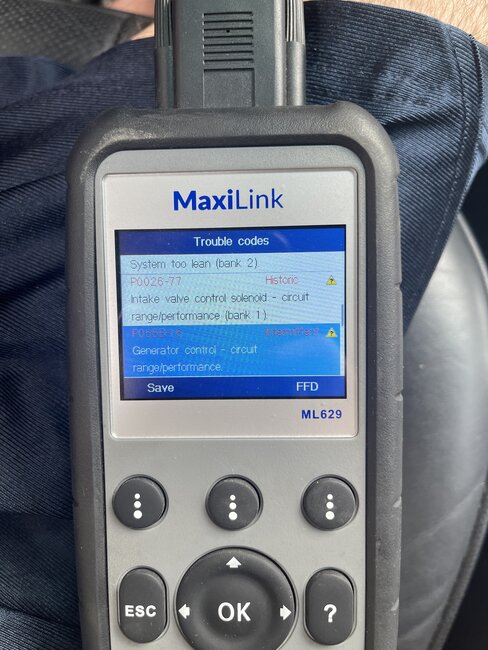 MaxiLink
Trouble codes
System too lean (bank 2).
P0026-77 Historic
Intake valve control solenoid - circuit
range/performance (bank 1).
Intermittent
Generator control - circuit
range/performance.
Save FFD
ML629
ESC OK ?